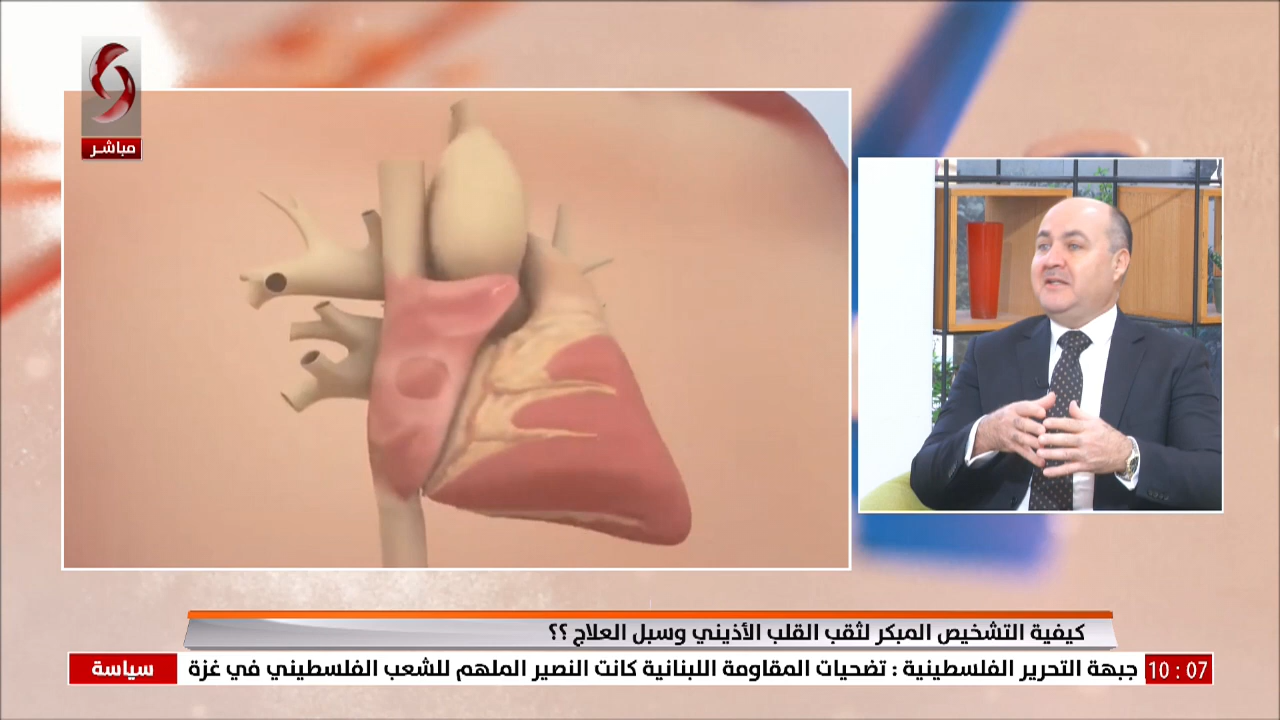 مباشر
كيفية التشخيص المبكر لثقب القلب الأذيني وسبل العلاج ؟؟
10 : 07
جبهة التحرير الفلسطينية : تضحيات المقاومة اللبنانية كانت النصير الملهم للشعب الفلسطيني في غزة
سياسة